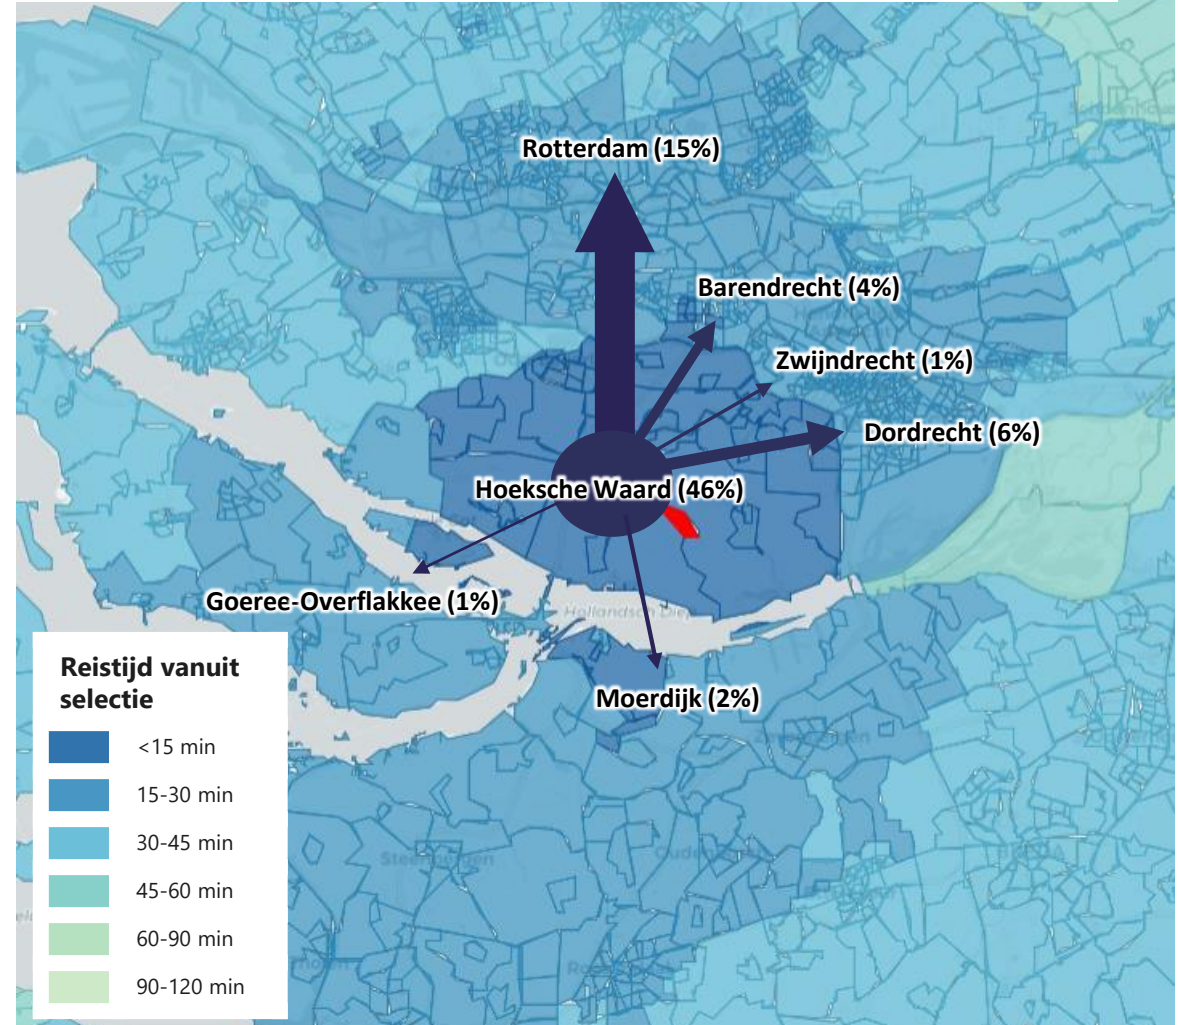 Rotterdam (15%)
Barendrecht (4%)
Zwijndrecht (1%)
Dordrecht (6%)
Hoeksche Waard (46%)
Goeree-Overflakkee (1%)
Hollandsch Diep
Moerdijk (2%)
Reistijd vanuit
selectie
<15 min
15-30 min
30-45 min
45-60 min
60-90 min
90-120 min
Steenbergen